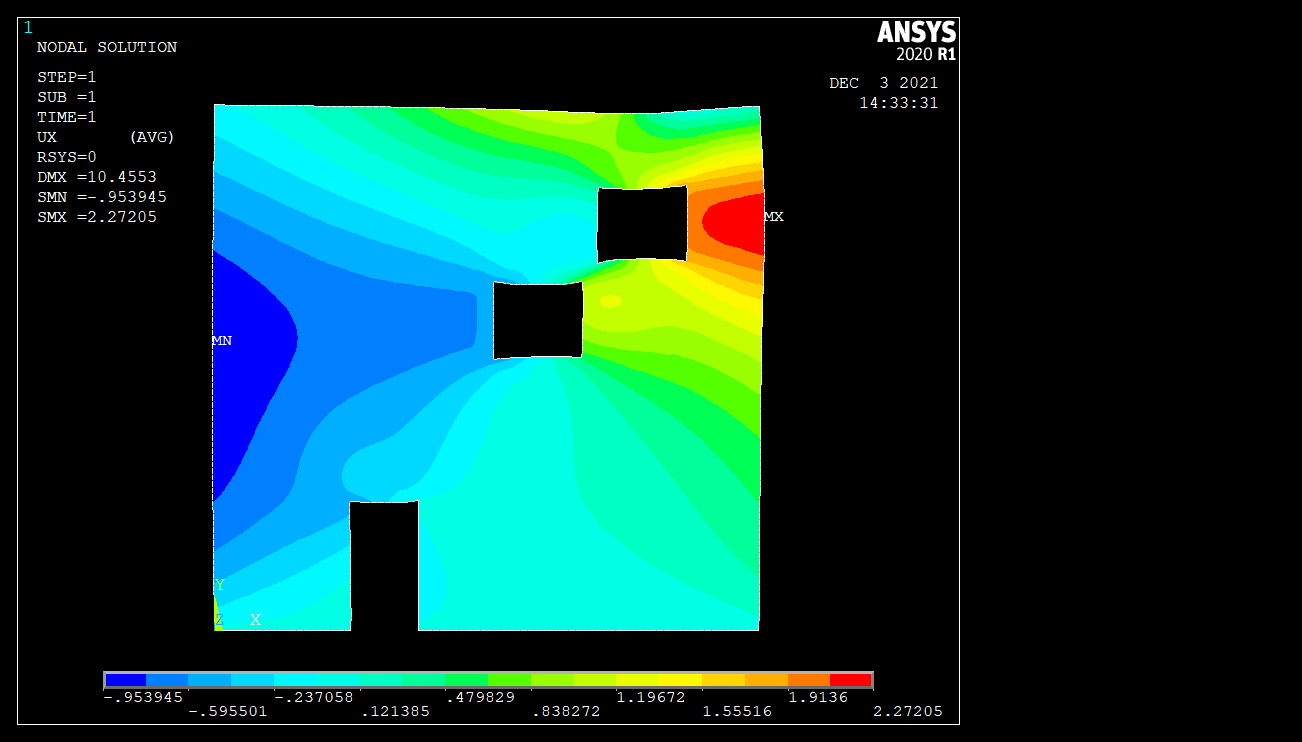 1
NODAL SOLUTION
STEP=1
SUB =1
TIME=1
UX (AVG)
RSYS=0
DMX =10.4553
SMN =-.953945
SMX =2.27205
ANSYS
2020 R1
DEC 3 2021
14:33:31
MX
MN
Y
Z X
-.953945 -.237058 .479829 1.19672 1.9136
-.595501 .121385 .838272 1.55516 2.27205